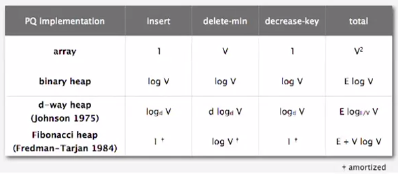 PQ Implementation insert delete-min decrease-key total
array 1 V 1 V²
binary heap log V log V log V E log V
d-way heap (Johnson 1975) log_d V d log_d V log_d V E log_{E/V} V
Fibonacci heap (Fredman-Tarjan 1984) 1 † log V † 1 † E + V log V
† amortized